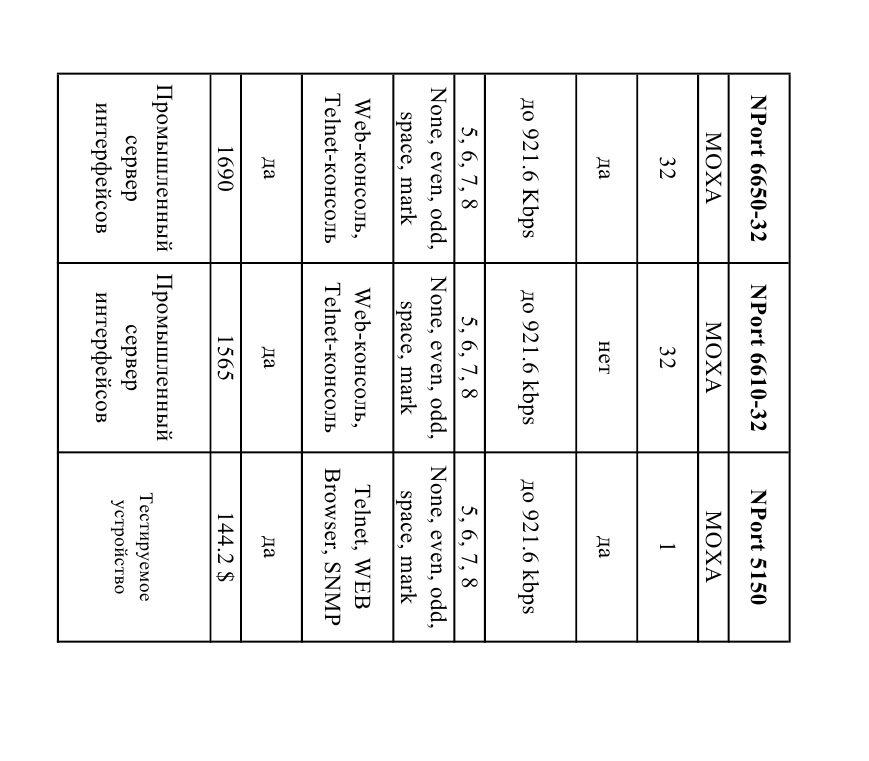 NPort 6650-32
NPort 6610-32
NPort 5150
MOXA
MOXA
MOXA
32
32
1
да
нет
да
до 921.6 Kbps
до 921.6 kbps
до 921.6 kbps
5, 6, 7, 8
5, 6, 7, 8
5, 6, 7, 8
None, even, odd,
space, mark
None, even, odd,
space, mark
None, even, odd,
space, mark
Web-консоль,
Telnet-консоль
Web-консоль,
Telnet-консоль
Telnet, WEB
Browser, SNMP
да
да
да
1690
1565
144.2 $
Промышленный
сервер
интерфейсов
Промышленный
сервер
интерфейсов
Тестируемое
устройство